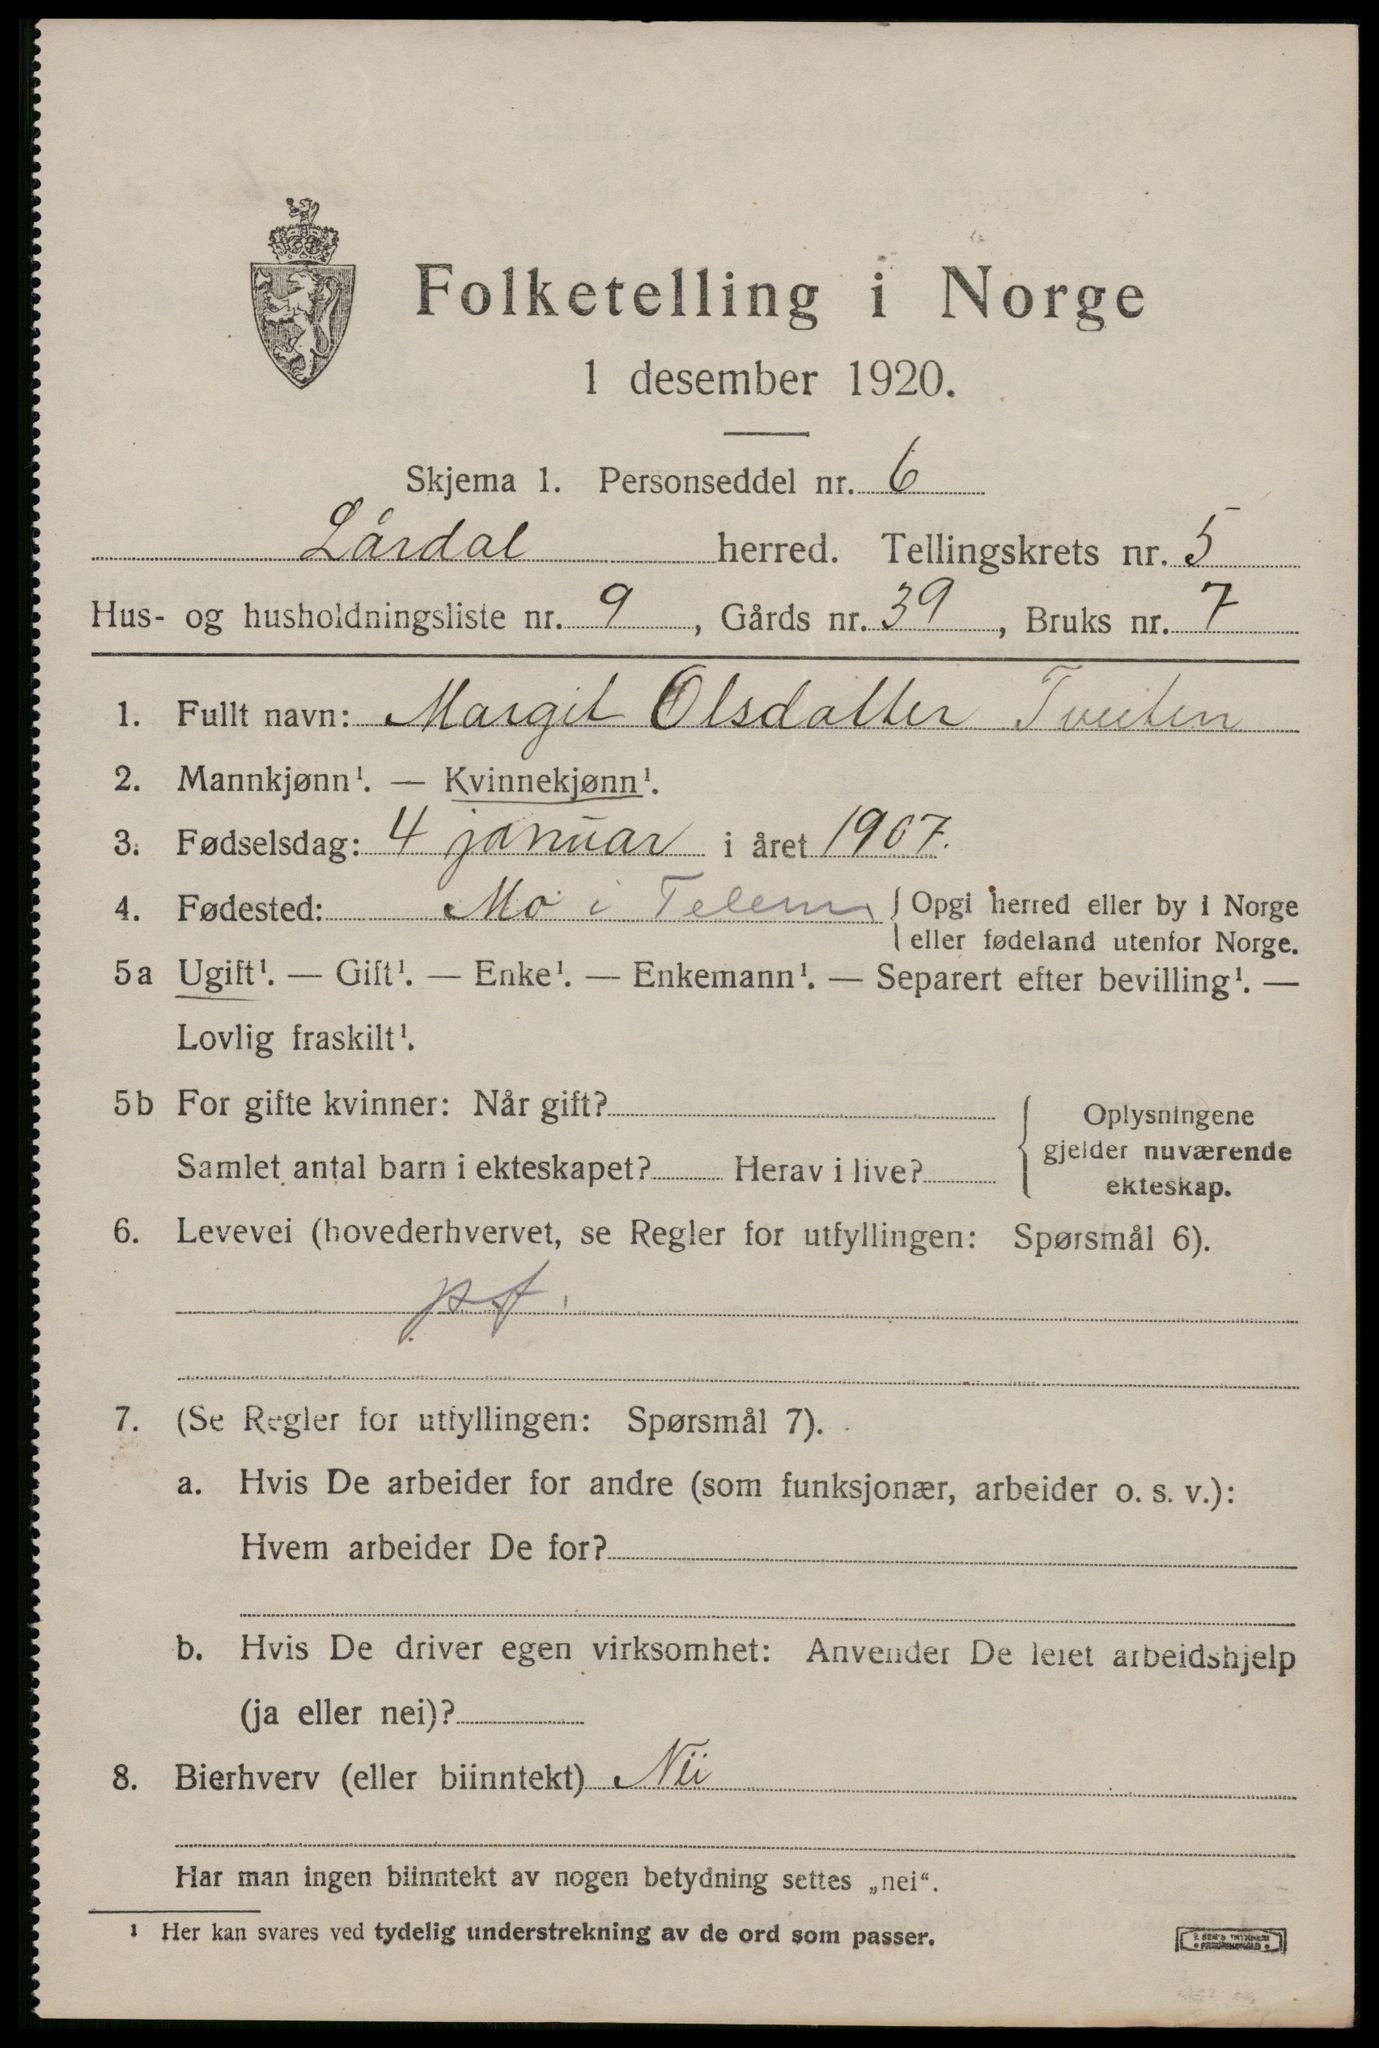 Folketelling i Norge
1 desember 1920.
Skjema 1. Personseddel nr. 6
Lårdal herred. Tellingskrets nr. 5
Hus- og husholdningsliste nr. 9, Gårds nr. 39, Bruks nr. 7
1. Fullt navn: Margit Olsdatter Tveiten
2. Mannkjønn¹. — Kvinnekjønn¹.
3. Fødselsdag: 4 januar i året 1907.
4. Fødested: Mo i Telem. { Opgi herred eller by i Norge
eller fødeland utenfor Norge.
5a Ugift¹. — Gift¹. — Enke¹. — Enkemann¹. — Separert efter bevilling¹. —
Lovlig fraskilt¹.
5b For gifte kvinner: Når gift?
Samlet antal barn i ekteskapet? Herav i live?
{ Oplysningene
gjelder nuværende
ekteskap.
6. Levevei (hovederhvervet, se Regler for utfyllingen: Spørsmål 6).
7. (Se Regler for utfyllingen: Spørsmål 7).
a. Hvis De arbeider for andre (som funksjonær, arbeider o. s. v.):
Hvem arbeider De for?
b. Hvis De driver egen virksomhet: Anvender De leiet arbeidshjelp
(ja eller nei)?
8. Bierhverv (eller biinntekt) Nei
Har man ingen biinntekt av nogen betydning settes „nei“.
¹ Her kan svares ved tydelig understrekning av de ord som passer.